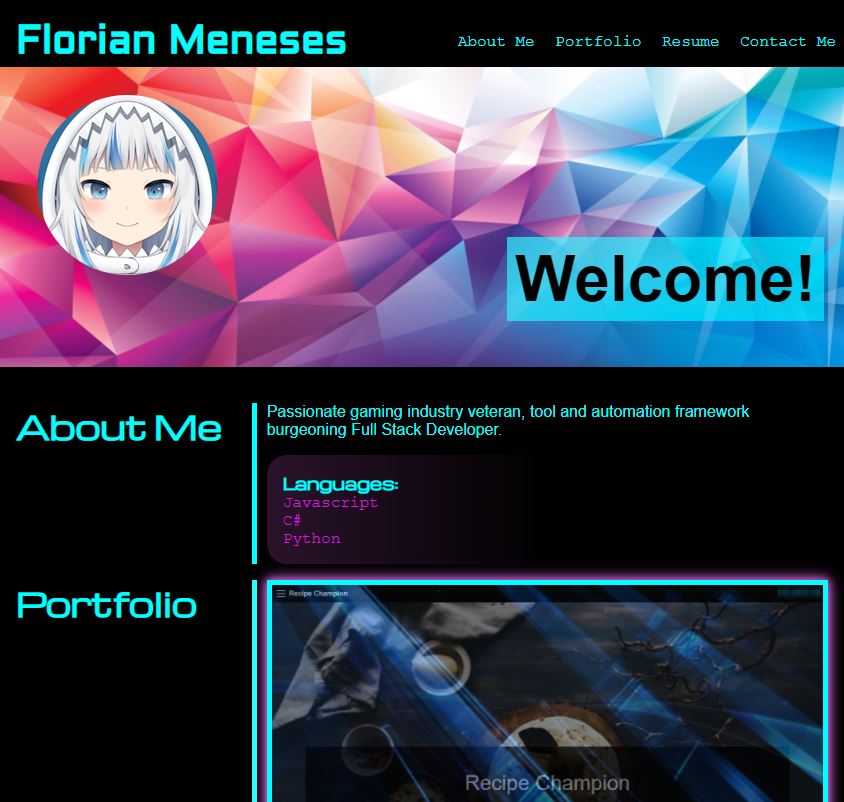 Florian Meneses
About Me Portfolio Resume Contact Me
Welcome!
About Me
Passionate gaming industry veteran, tool and automation framework
burgeoning Full Stack Developer.
Languages:
Javascript
C#
Python
Portfolio
Recipe Champion
Recipe Champion